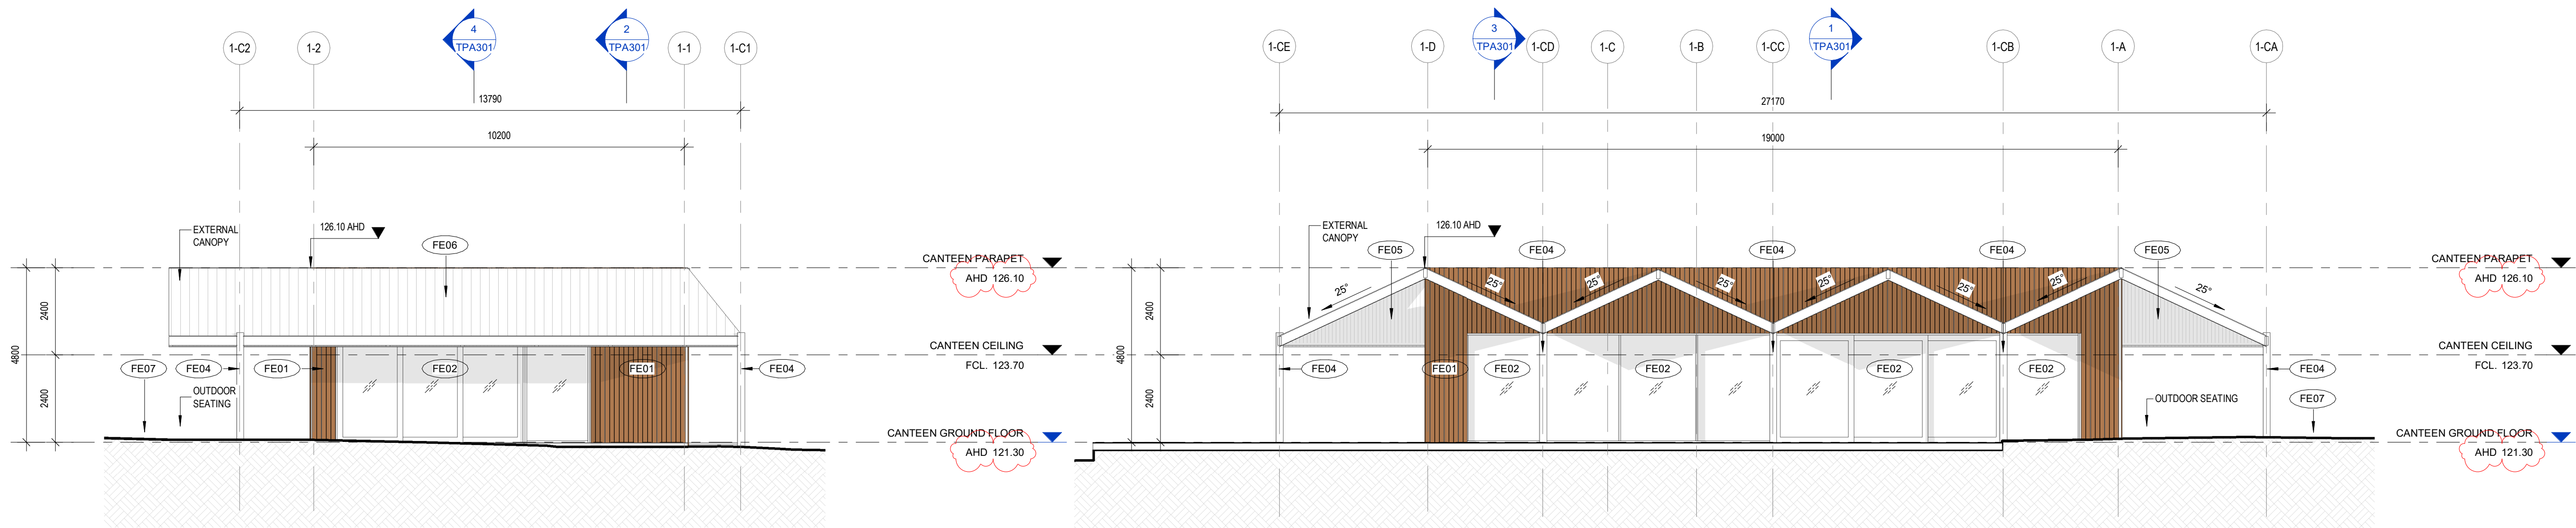 1-C2
1-2
4
TPA301
2
TPA301
1-1
1-C1
13790
10200
EXTERNAL
CANOPY
126.10 AHD
FE06
CANTEEN PARAPET
AHD 126.10
2400
4800
2400
CANTEEN CEILING
FCL. 123.70
FE07
FE04
FE01
FE02
FE01
FE04
OUTDOOR
SEATING
CANTEEN GROUND FLOOR
AHD 121.30
1-CE
1-D
3
TPA301
1-CD
1-C
1-B
1-CC
1
TPA301
1-CB
1-A
1-CA
27170
19000
EXTERNAL
CANOPY
126.10 AHD
FE05
FE04
FE04
FE04
FE05
CANTEEN PARAPET
AHD 126.10
25°
25°
25°
25°
25°
25°
25°
25°
2400
4800
2400
CANTEEN CEILING
FCL. 123.70
FE04
FE01
FE02
FE02
FE02
FE02
FE04
OUTDOOR SEATING
FE07
CANTEEN GROUND FLOOR
AHD 121.30